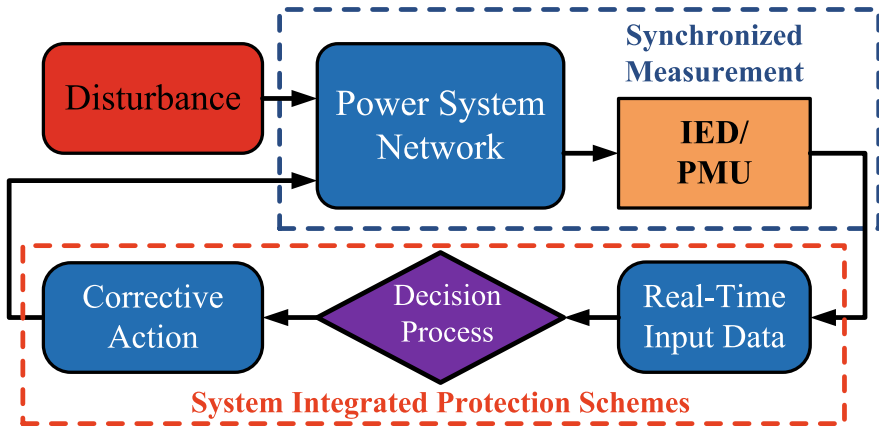 Synchronized
Measurement
Disturbance
Power System
Network
IED/
PMU
Corrective
Action
Decision
Process
Real-Time
Input Data
System Integrated Protection Schemes